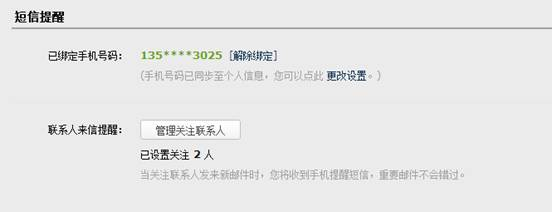 短信提醒
已绑定手机号码： 135****3025 [解除绑定]
(手机号码已同步至个人信息，您可以点此 更改设置。)
联系人来信提醒： 管理关注联系人
已设置关注 2 人
当关注联系人发来新邮件时，您将收到手机提醒短信，重要邮件不会错过。